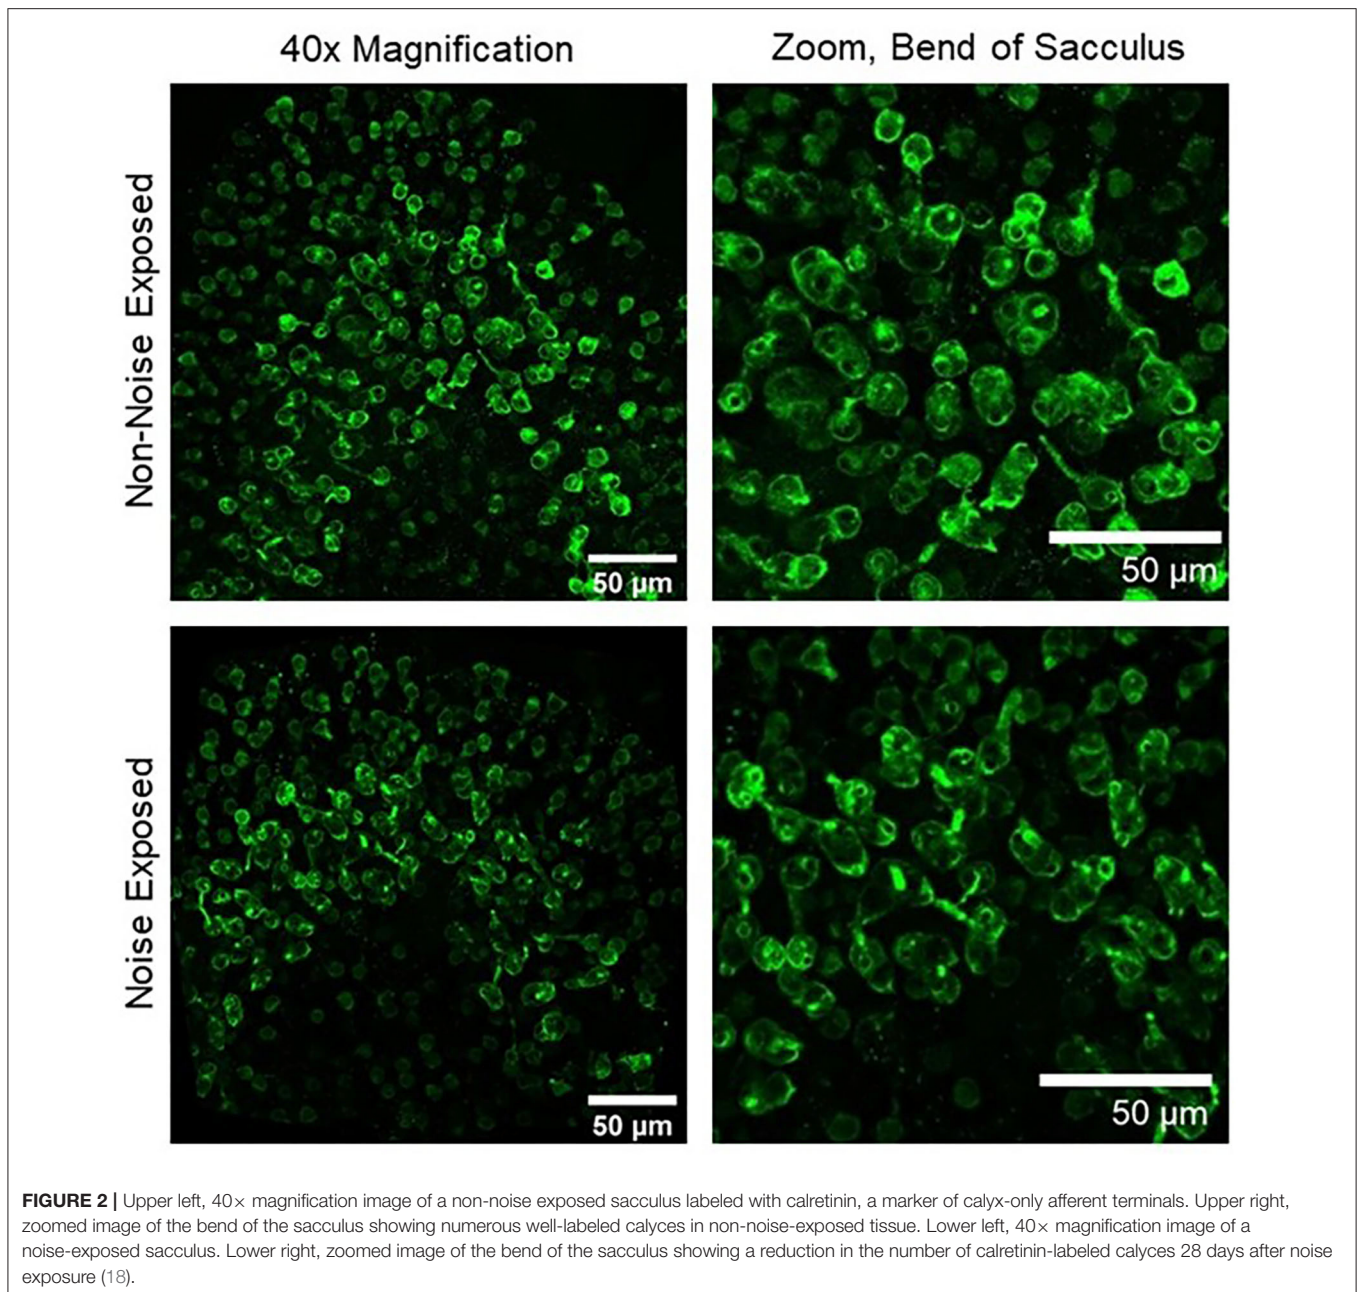 40x Magnification
Zoom, Bend of Sacculus
Non-Noise Exposed
50 µm
50 µm
Noise Exposed
50 µm
50 µm
FIGURE 2 | Upper left, 40× magnification image of a non-noise exposed sacculus labeled with calretinin, a marker of calyx-only afferent terminals. Upper right,
zoomed image of the bend of the sacculus showing numerous well-labeled calyces in non-noise-exposed tissue. Lower left, 40× magnification image of a
noise-exposed sacculus. Lower right, zoomed image of the bend of the sacculus showing a reduction in the number of calretinin-labeled calyces 28 days after noise
exposure (18).